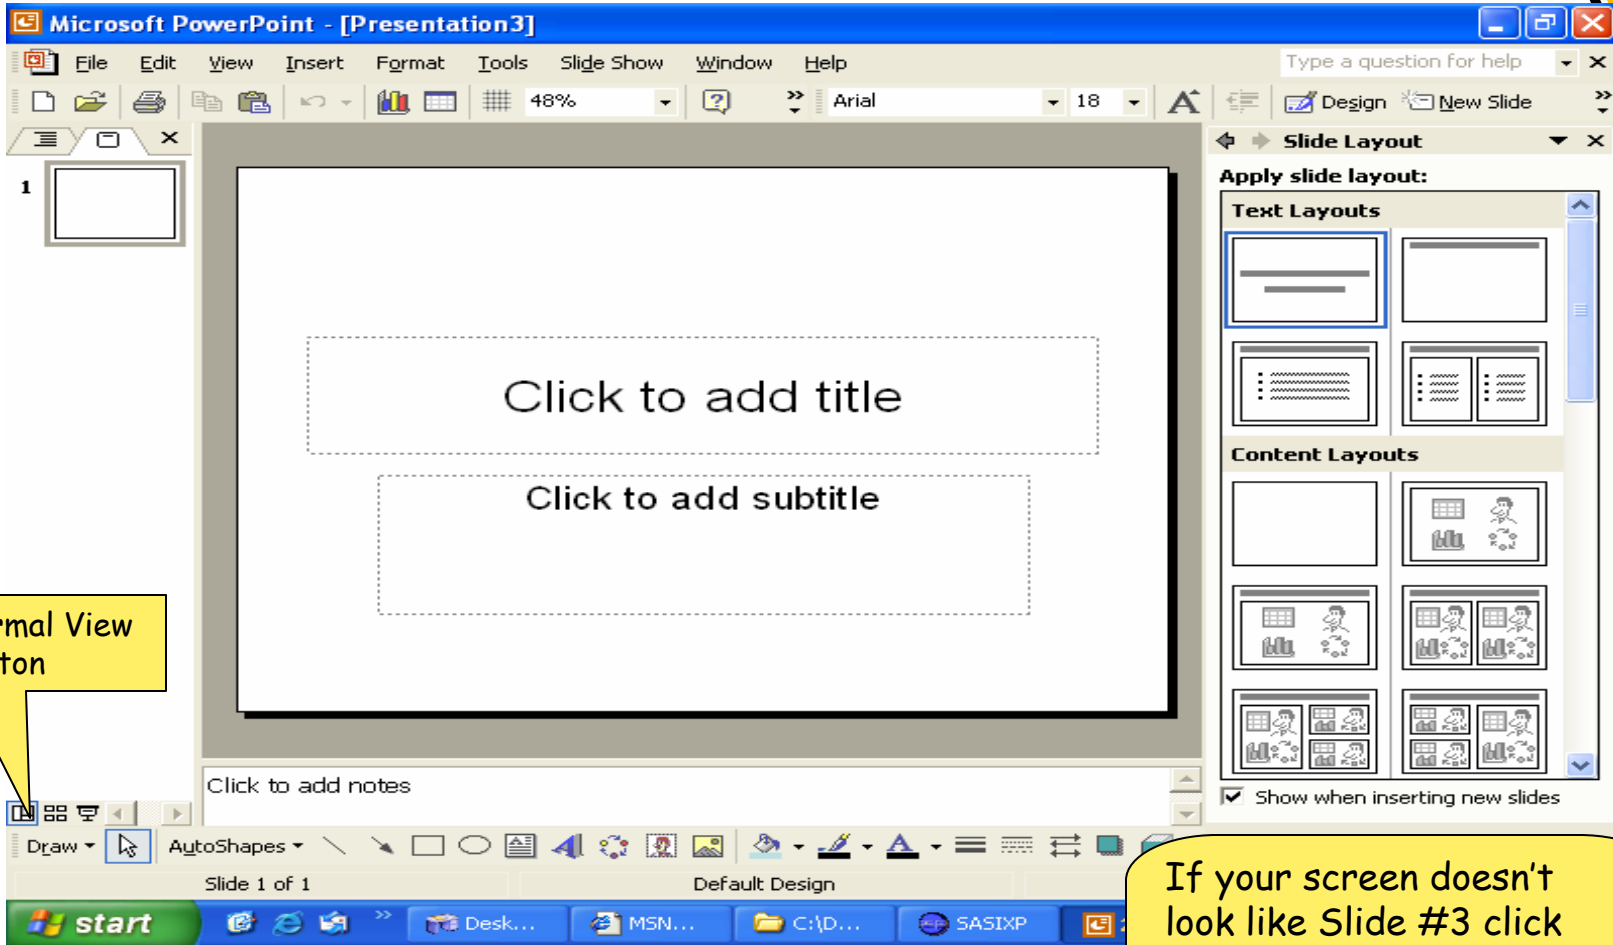 Microsoft PowerPoint - [Presentation3]
File Edit View Insert Format Tools Slide Show Window Help
Type a question for help
48% Arial 18 Design New Slide
Slide Layout
Apply slide layout:
Text Layouts
1
Click to add title
Click to add subtitle
Content Layouts
View
Click to add notes
Show when inserting new slides
Draw AutoShapes
Slide 1 of 1 Default Design
If your screen doesn't
look like Slide #3 click
start Desk... MSN... C:\D... SASIXP